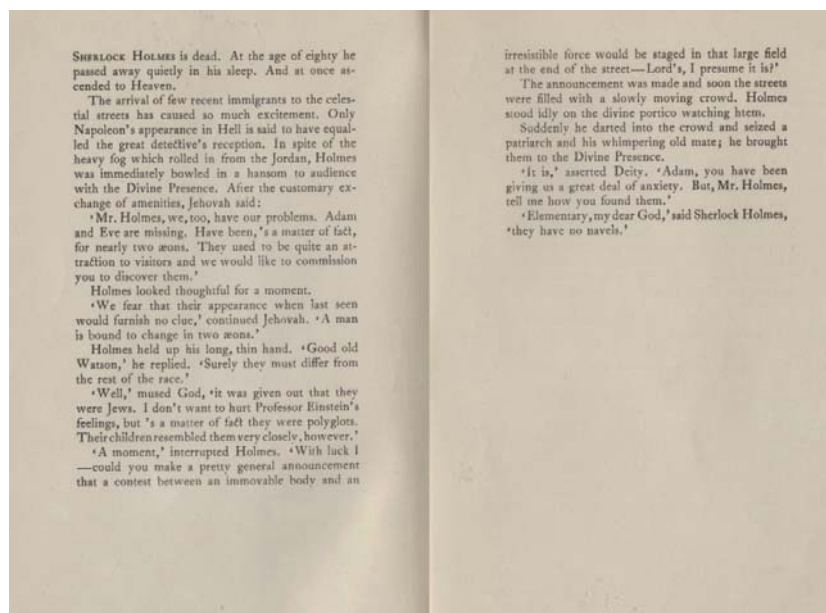 SHERLOCK HOLMES is dead. At the age of eighty he
passed away quietly in his sleep. And at once as-
cended to Heaven.
The arrival of few recent immigrants to the celes-
tial streets has caused so much excitement. Only
Napoleon's appearance in Hell is said to have equal-
led the great detective's reception. In spite of the
heavy fog which rolled in from the Jordan, Holmes
was immediately bowled in a hansom to audience
with the Divine Presence. After the customary ex-
change of amenities, Jehovah said:
‘Mr. Holmes, we, too, have our problems. Adam
and Eve are missing. Have been, 's a matter of fact,
for nearly two æons. They used to be quite an at-
traction to visitors and we would like to commission
you to discover them.’
Holmes looked thoughtful for a moment.
‘We fear that their appearance when last seen
would furnish no clue,’ continued Jehovah. ‘A man
is bound to change in two æons.’
Holmes held up his long, thin hand. ‘Good old
Watson,’ he replied. ‘Surely they must differ from
the rest of the race.’
‘Well,’ mused God, ‘it was given out that they
were Jews. I don't want to hurt Professor Einstein's
feelings, but 's a matter of fact they were polyglots.
Their children resembled them very closely, however.’
‘A moment,’ interrupted Holmes. ‘With luck I
—could you make a pretty general announcement
that a contest between an immovable body and an
irresistible force would be staged in that large field
at the end of the street—Lord's, I presume it is?’
The announcement was made and soon the streets
were filled with a slowly moving crowd. Holmes
stood idly on the divine portico watching htem.
Suddenly he darted into the crowd and seized a
patriarch and his whimpering old mate; he brought
them to the Divine Presence.
‘It is,’ asserted Deity. ‘Adam, you have been
giving us a great deal of anxiety. But, Mr. Holmes,
tell me how you found them.’
‘Elementary, my dear God,’ said Sherlock Holmes,
‘they have no navels.’